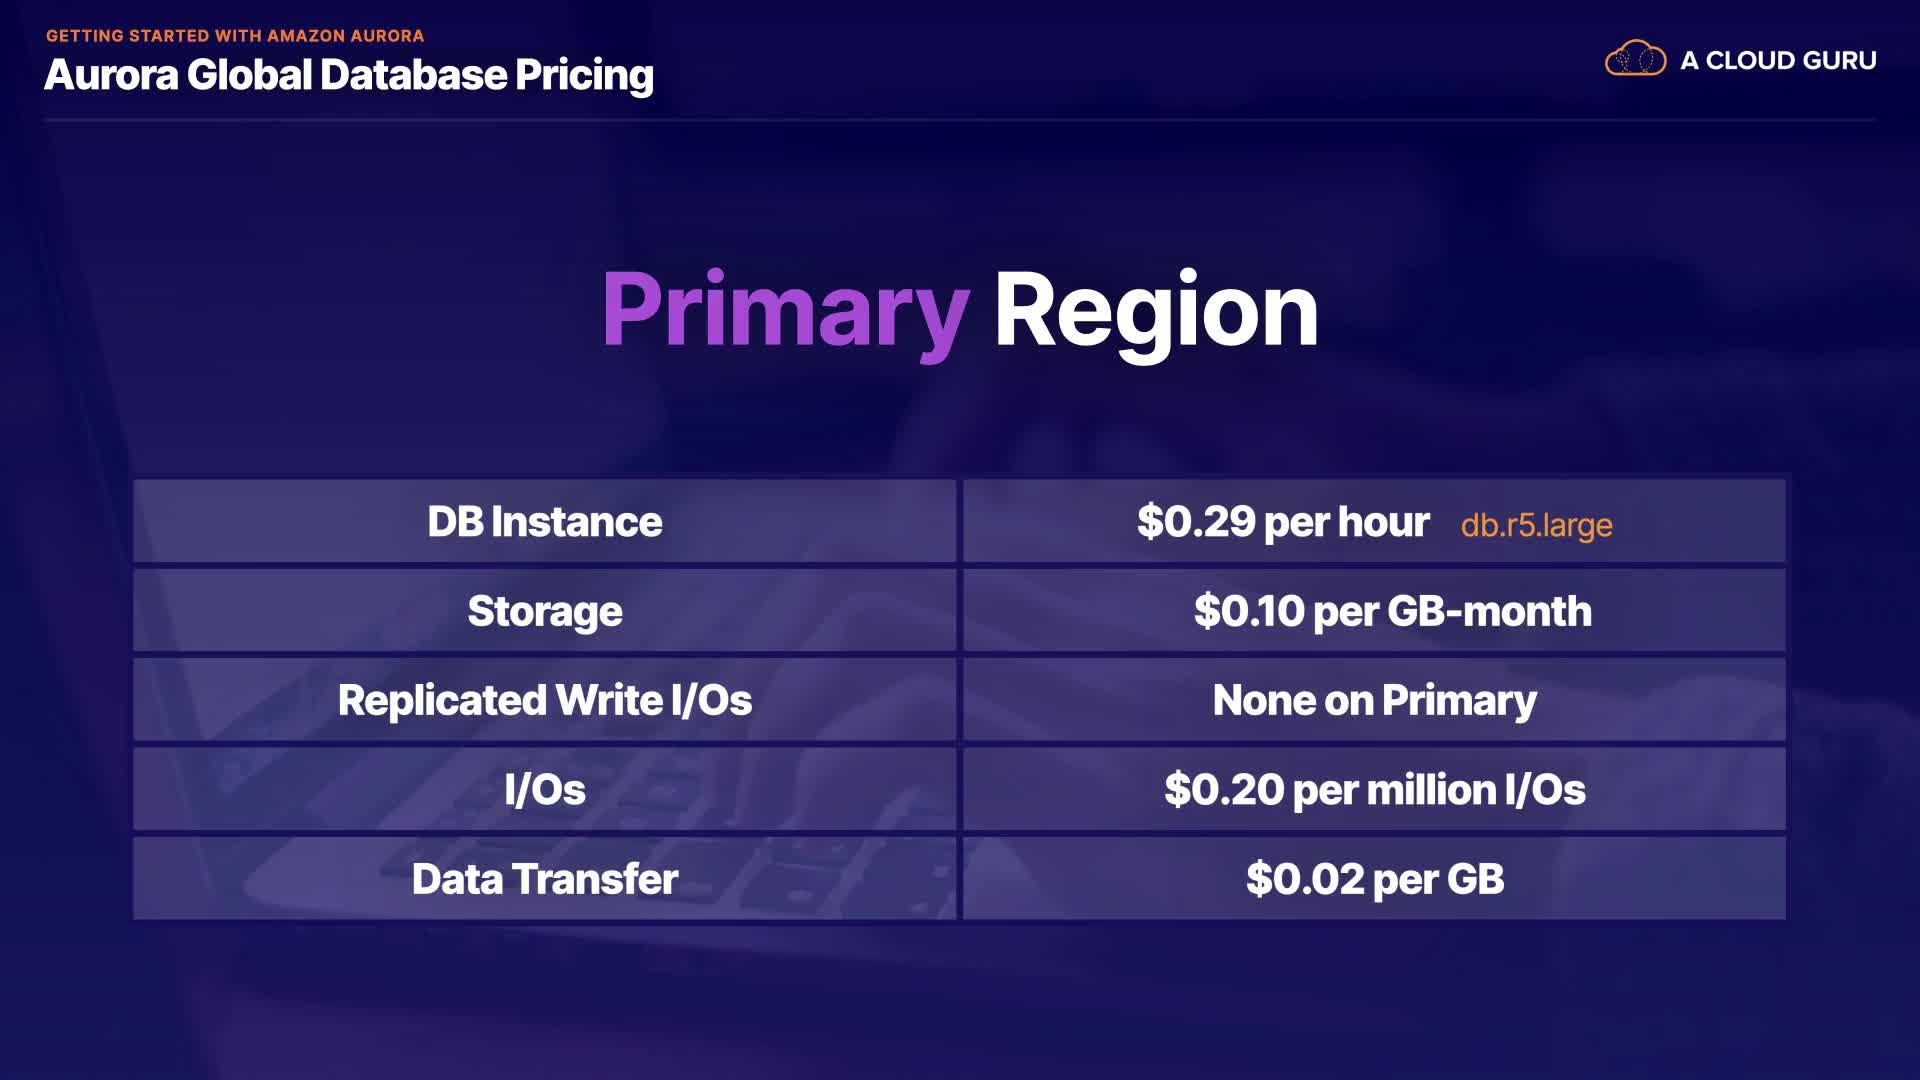 GETTING STARTED WITH AMAZON AURORA
Aurora Global Database Pricing
A CLOUD GURU
Primary Region
DB Instance $0.29 per hour db.r5.large
Storage $0.10 per GB-month
Replicated Write I/Os None on Primary
I/Os $0.20 per million I/Os
Data Transfer $0.02 per GB